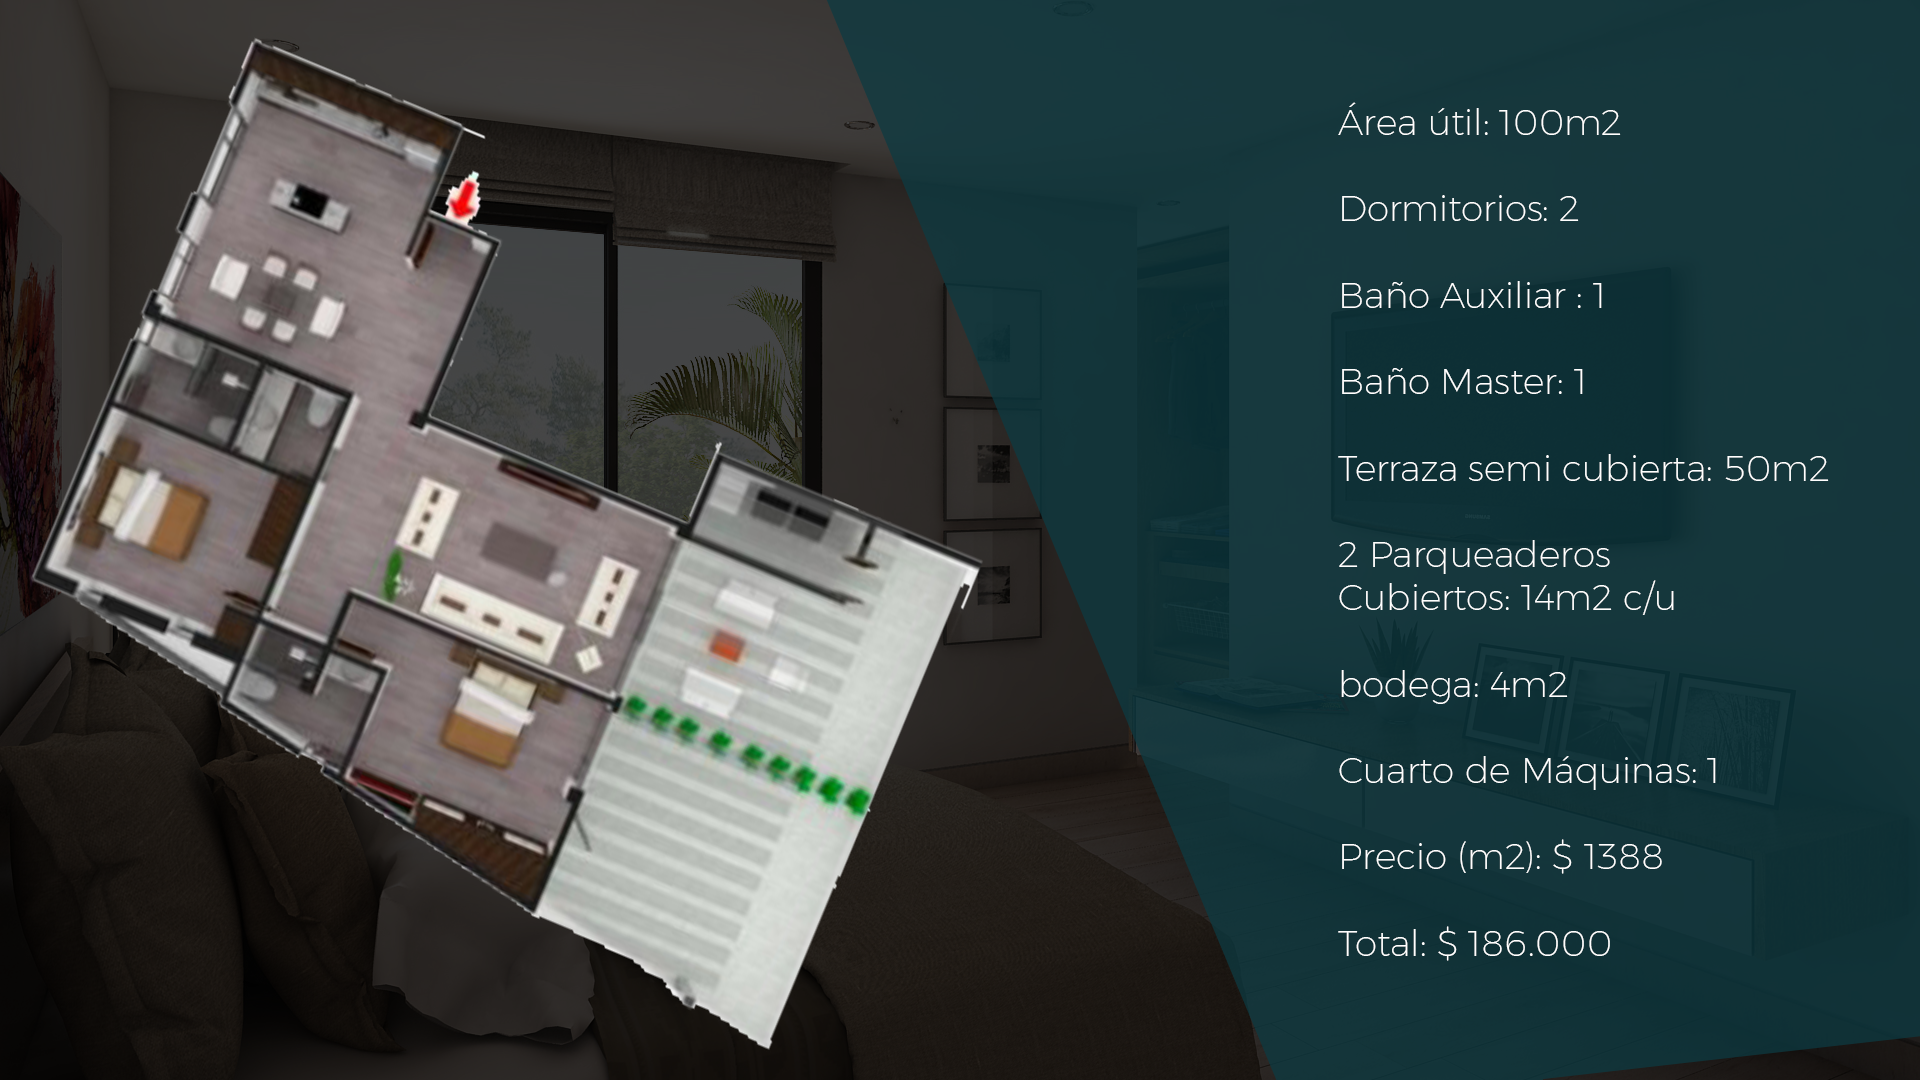 Área útil: 100m2
Dormitorios: 2
Baño Auxiliar : 1
Baño Master: 1
Terraza semi cubierta: 50m2
2 Parqueaderos
Cubiertos: 14m2 c/u
bodega: 4m2
Cuarto de Máquinas: 1
Precio (m2): $ 1388
Total: $ 186.000